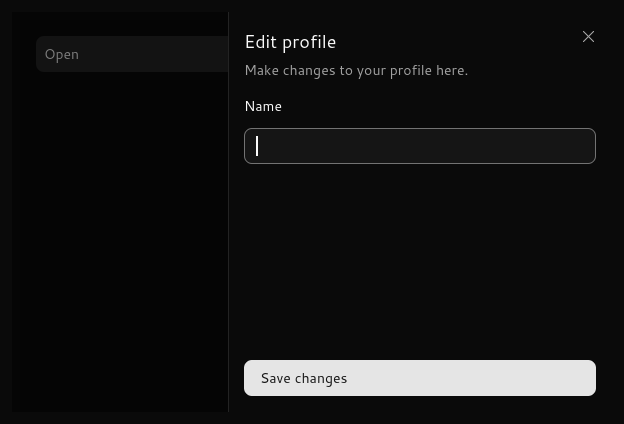 Open
Edit profile
Make changes to your profile here.
Name
Save changes